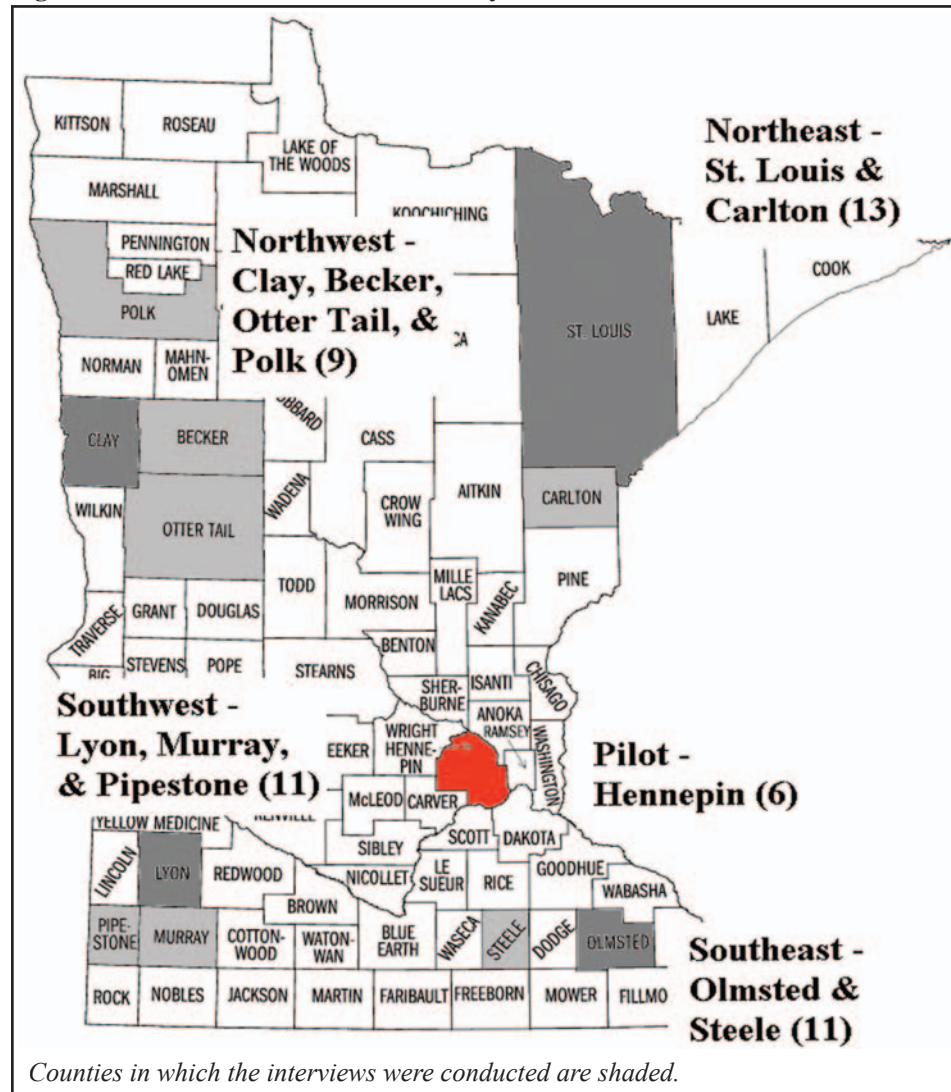 KITTSON
ROSEAU
LAKE OF
THE WOODS
MARSHALL
KOOCHICHING
PENNINGTON
RED LAKE
POLK
Northwest -
Clay, Becker,
Otter Tail, &
Polk (9)
Northeast -
St. Louis &
Carlton (13)
COOK
LAKE
ST. LOUIS
CA
NORMAN
MAHN-
OMEN
BBARD
CASS
CLAY
BECKER
WADENA
CROW
WING
AITKIN
CARLTON
WILKIN
OTTER TAIL
TODD
MORRISON
MILLE
LACS
KANABEC
PINE
TRAVERSE
GRANT
DOUGLAS
BENTON
BIG
STEVENS
POPE
STEARNS
SHER-
BURNE
ISANTI
CHISAGO
ANOKA
RAMSEY
WASHINGTON
Southwest -
Lyon, Murray,
& Pipestone (11)
EEKER
WRIGHT
HENNE-
PIN
Pilot -
Hennepin (6)
McLEOD
CARVER
YELLOW MEDICINE
RENVILLE
SCOTT
DAKOTA
SIBLEY
LINCOLN
LYON
REDWOOD
NICOLLET
LE
SUEUR
RICE
GOODHUE
WABASHA
BROWN
PIPE-
STONE
MURRAY
COTTON-
WOOD
WATON-
WAN
BLUE
EARTH
WASECA
STEELE
DODGE
OLMSTED
Southeast -
Olmsted &
Steele (11)
ROCK
NOBLES
JACKSON
MARTIN
FARIBAULT
FREEBORN
MOWER
FILLMO
Counties in which the interviews were conducted are shaded.